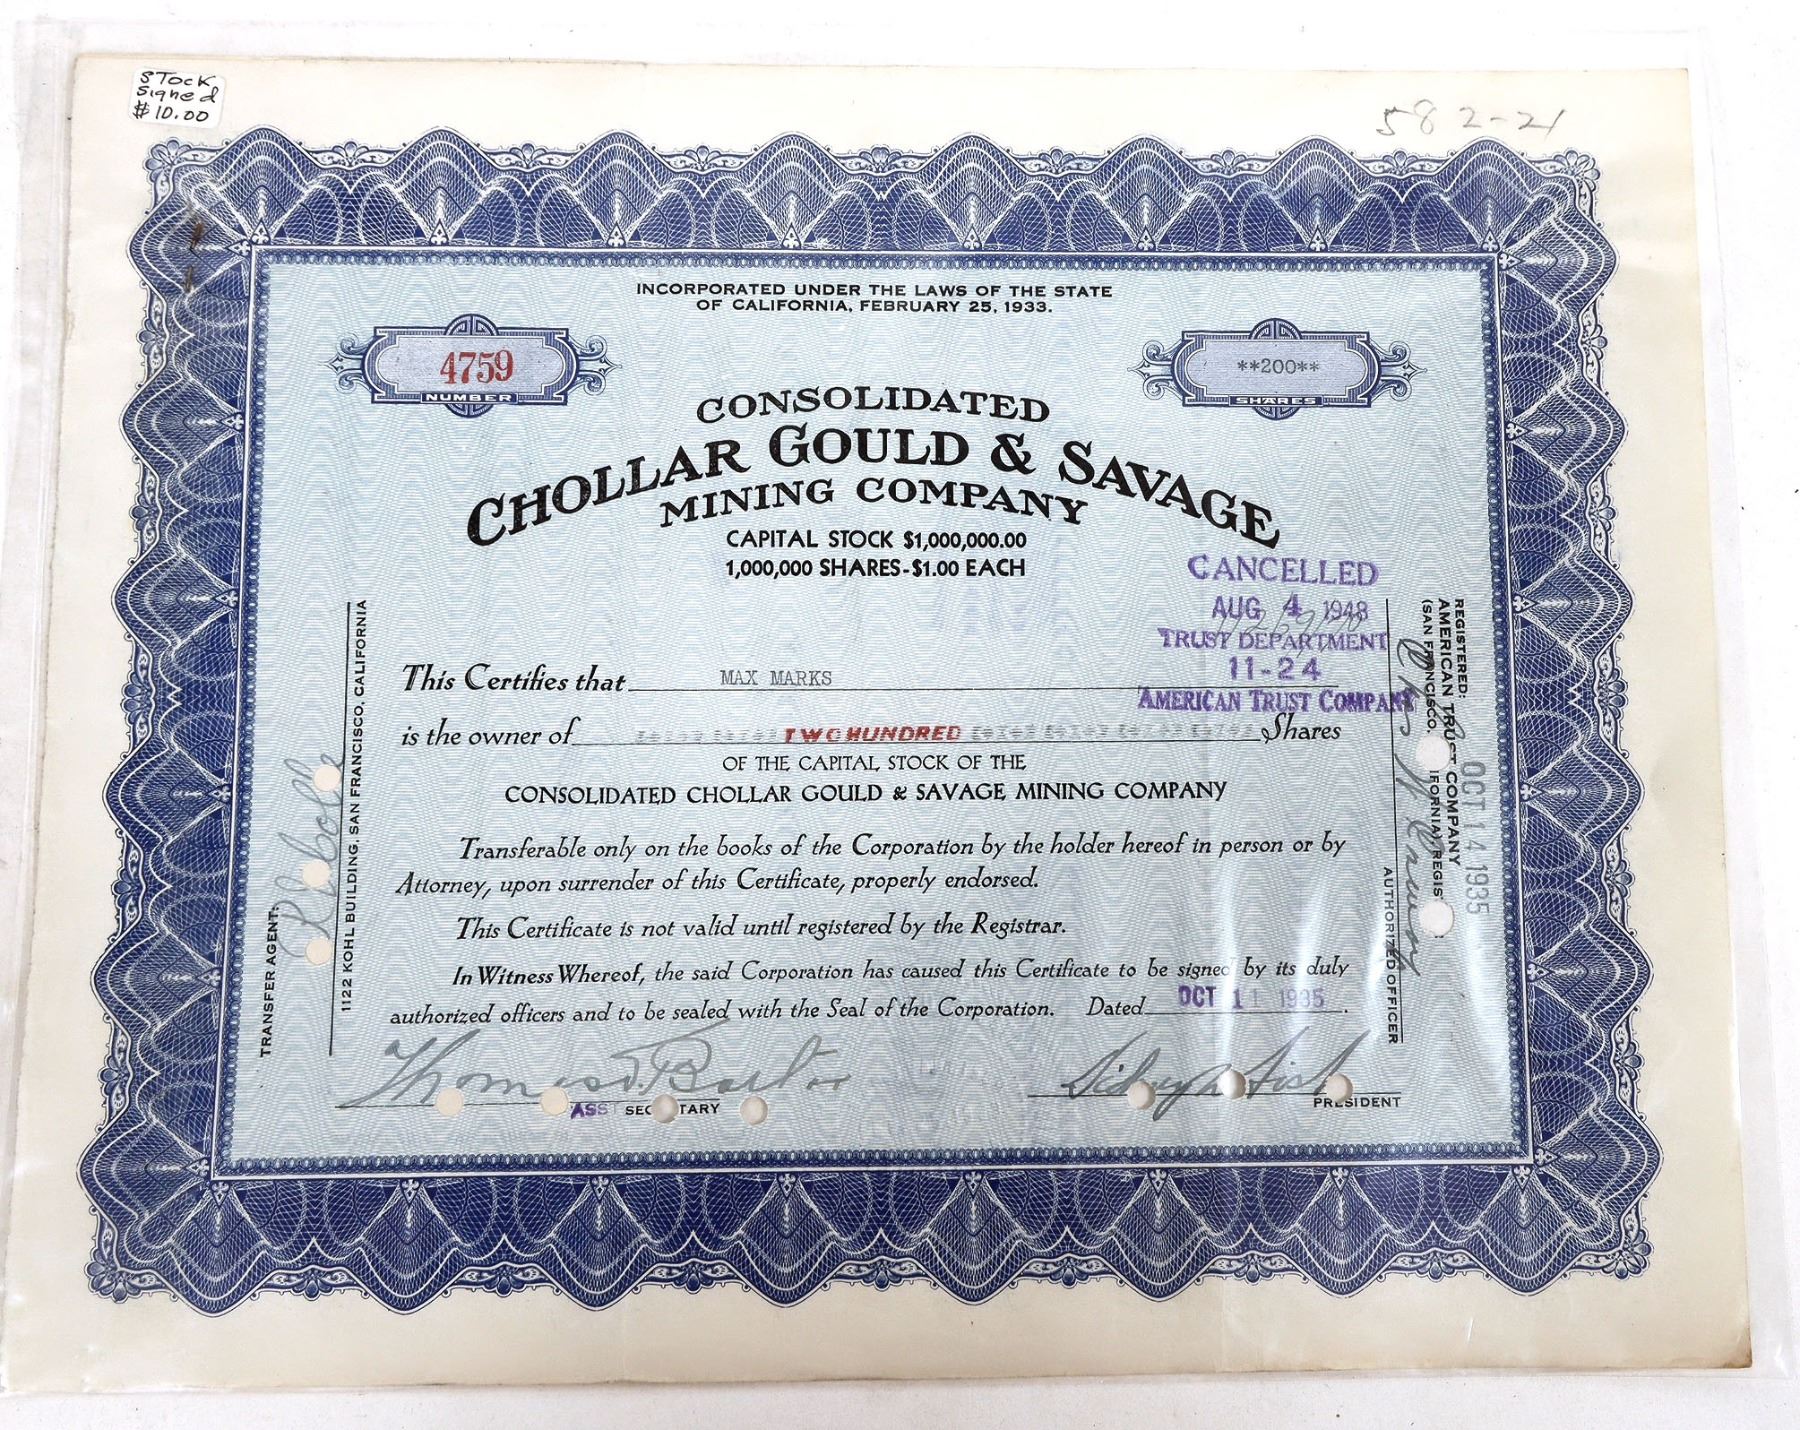 STock
Signed
$10.00
582-21
INCORPORATED UNDER THE LAWS OF THE STATE
OF CALIFORNIA, FEBRUARY 25, 1933.
4759
NUMBER
**200**
SHARES
CONSOLIDATED
CHOLLAR GOULD & SAVAGE
MINING COMPANY
CAPITAL STOCK $1,000,000.00
1,000,000 SHARES-$1.00 EACH
CANCELLED
AUG 4 1948
TRUST DEPARTMENT
11-24
AMERICAN TRUST COMPANY
This Certifies that MAX MARKS
is the owner of TWO HUNDRED Shares
OF THE CAPITAL STOCK OF THE
CONSOLIDATED CHOLLAR GOULD & SAVAGE MINING COMPANY
Transferable only on the books of the Corporation by the holder hereof in person or by
Attorney, upon surrender of this Certificate, properly endorsed.
This Certificate is not valid until registered by the Registrar.
In Witness Whereof, the said Corporation has caused this Certificate to be signed by its duly
authorized officers and to be sealed with the Seal of the Corporation. Dated OCT 11 1935.
Thomas
ASST SECRETARY
Sidney
PRESIDENT
TRANSFER AGENT:
1122 KOHL BUILDING, SAN FRANCISCO, CALIFORNIA
REGISTERED:
AMERICAN TRUST COMPANY
(SAN FRANCISCO, IFORNIA) REGIS
OCT 14 1935
AUTHORIZED OFFICER